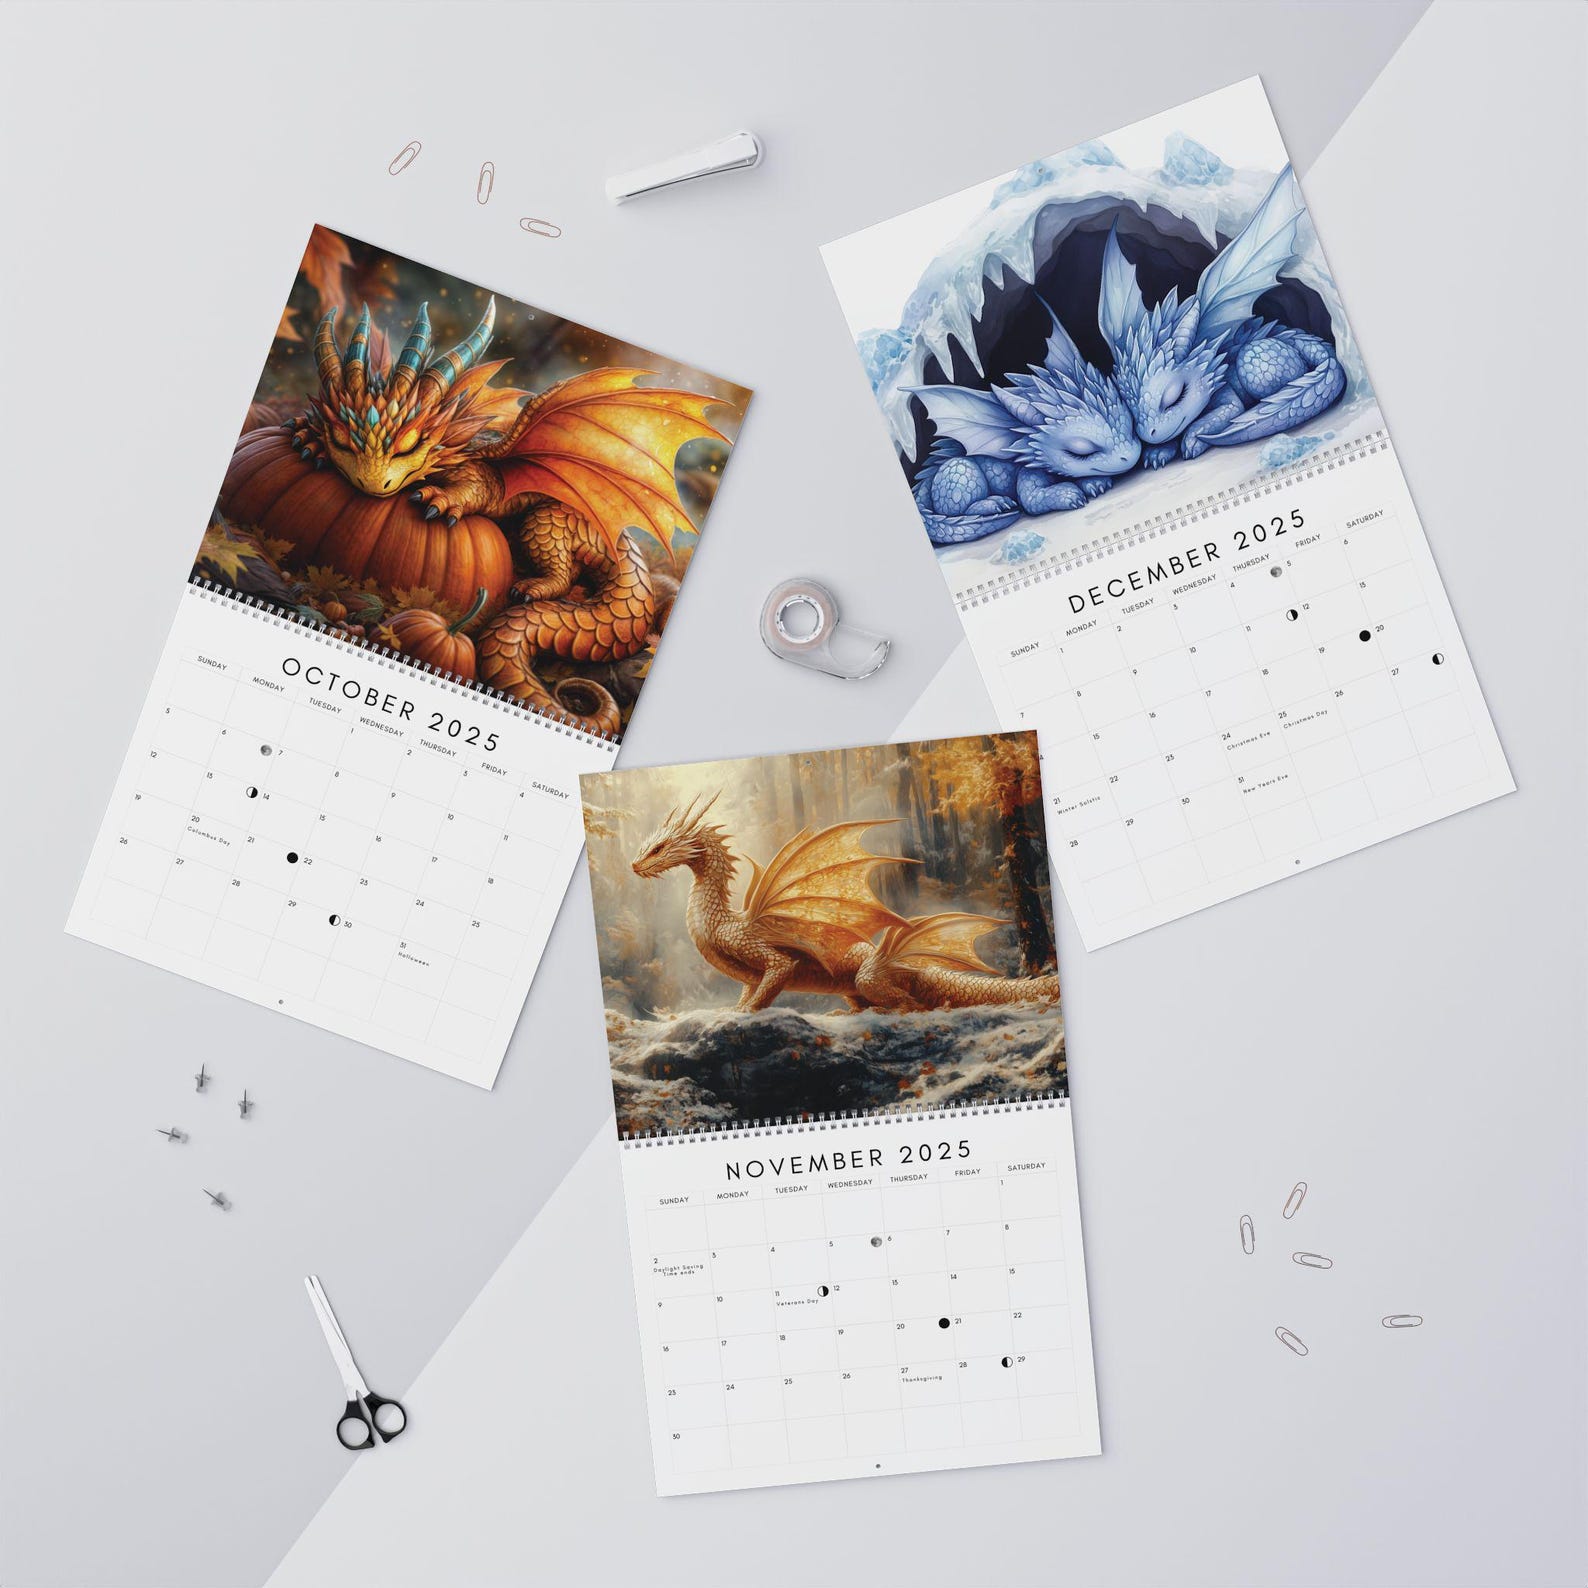 OCTOBER 2025
SUNDAY MONDAY TUESDAY WEDNESDAY THURSDAY FRIDAY SATURDAY
1 2 3 4
5 6 7 8 9 10 11
12 13 14 15 16 17 18
19 20 21 22 23 24 25
Columbus Day
26 27 28 29 30 31
Halloween
DECEMBER 2025
SUNDAY MONDAY TUESDAY WEDNESDAY THURSDAY FRIDAY SATURDAY
1 2 3 4 5 6
7 8 9 10 11 12 13
15 16 17 18 19 20
21 22 23 24 25 26 27
Winter Solstic Christmas Eve Christmas Day
28 29 30 31
New Years Eve
NOVEMBER 2025
SUNDAY MONDAY TUESDAY WEDNESDAY THURSDAY FRIDAY SATURDAY
1
2 3 4 5 6 7 8
Daylight Saving
Time ends
9 10 11 12 13 14 15
Veterans Day
16 17 18 19 20 21 22
23 24 25 26 27 28 29
Thanksgiving
30